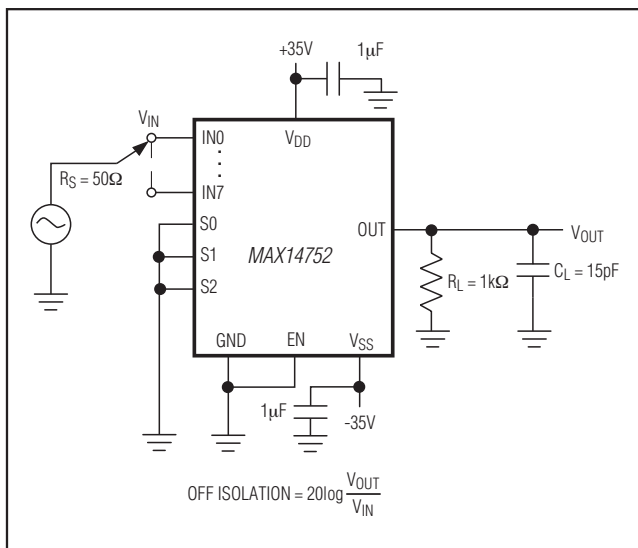 +35V
1µF
V_IN
IN0
V_DD
R_S = 50Ω
IN7
S0
OUT
V_OUT
S1
MAX14752
S2
R_L = 1kΩ
C_L = 15pF
GND
EN
V_SS
1µF
-35V
OFF ISOLATION = 20log V_OUT
V_IN